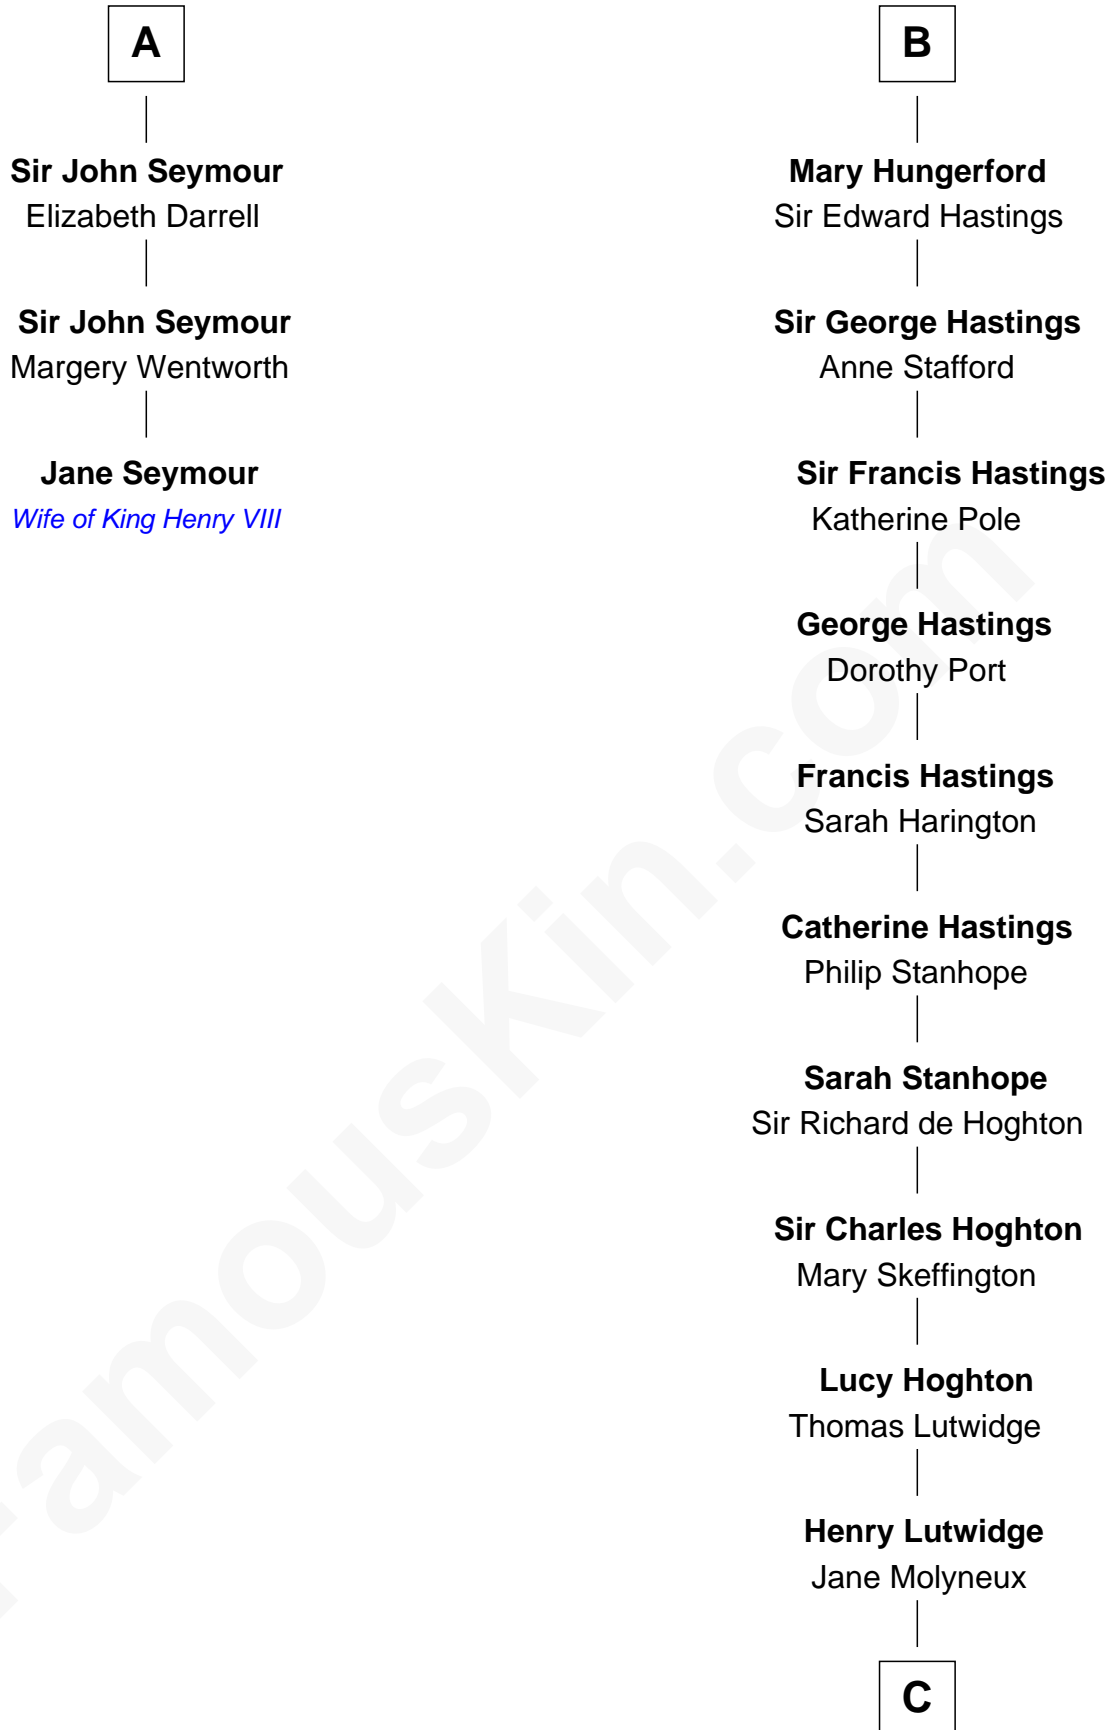 A
Sir John Seymour
Elizabeth Darrell
Sir John Seymour
Margery Wentworth
Jane Seymour
Wife of King Henry VIII
B
Mary Hungerford
Sir Edward Hastings
Sir George Hastings
Anne Stafford
Sir Francis Hastings
Katherine Pole
George Hastings
Dorothy Port
Francis Hastings
Sarah Harington
Catherine Hastings
Philip Stanhope
Sarah Stanhope
Sir Richard de Hoghton
Sir Charles Hoghton
Mary Skeffington
Lucy Hoghton
Thomas Lutwidge
Henry Lutwidge
Jane Molyneux
C
FamousKin.com